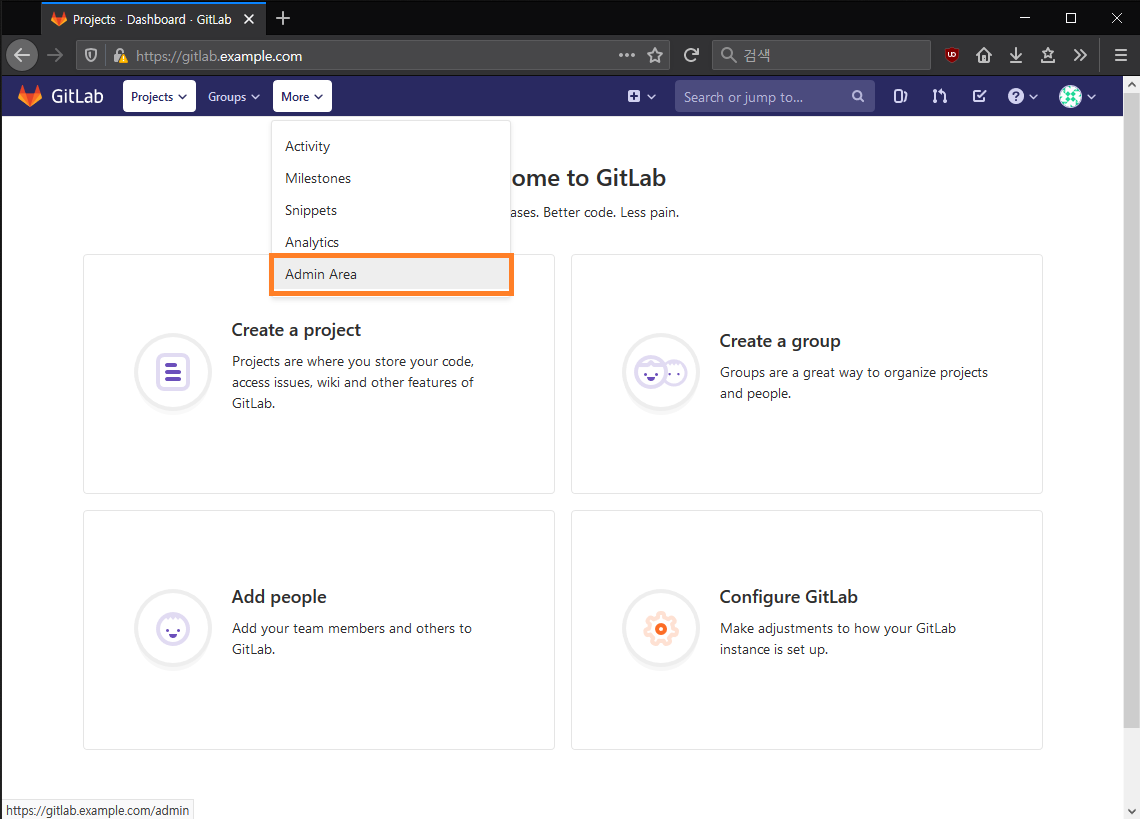 Projects · Dashboard · GitLab
https://gitlab.example.com
검색
GitLab
Projects
Groups
More
Search or jump to...
Activity
Milestones
Snippets
Analytics
Admin Area
ome to GitLab
ases. Better code. Less pain.
Create a project
Projects are where you store your code,
access issues, wiki and other features of
GitLab.
Create a group
Groups are a great way to organize projects
and people.
Add people
Add your team members and others to
GitLab.
Configure GitLab
Make adjustments to how your GitLab
instance is set up.
https://gitlab.example.com/admin